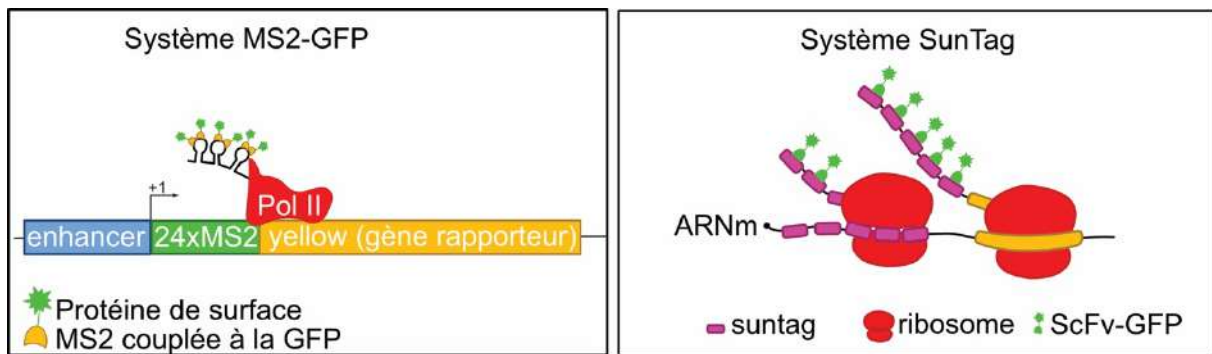 Système MS2-GFP
+1
Pol II
enhancer 24xMS2 yellow (gène rapporteur)
Protéine de surface
MS2 couplée à la GFP
Système SunTag
ARNm
suntag ribosome ScFv-GFP